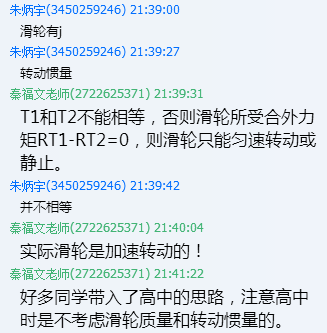 朱炳宇(3450259246) 21:39:00
滑轮有j
朱炳宇(3450259246) 21:39:27
转动惯量
秦福文老师(2722625371) 21:39:31
T1和T2不能相等，否则滑轮所受合外力
矩RT1-RT2=0，则滑轮只能匀速转动或
静止。
朱炳宇(3450259246) 21:39:42
并不相等
秦福文老师(2722625371) 21:40:04
实际滑轮是加速转动的！
秦福文老师(2722625371) 21:41:22
好多同学带入了高中的思路，注意高中
时是不考虑滑轮质量和转动惯量的。